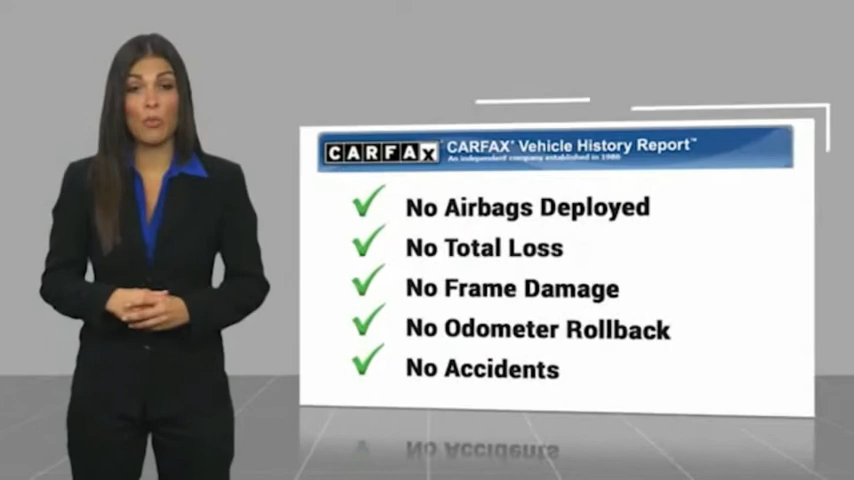 CARFAX CARFAX® Vehicle History Report™
An independent company established in 1986
No Airbags Deployed
No Total Loss
No Frame Damage
No Odometer Rollback
No Accidents
No Accidents